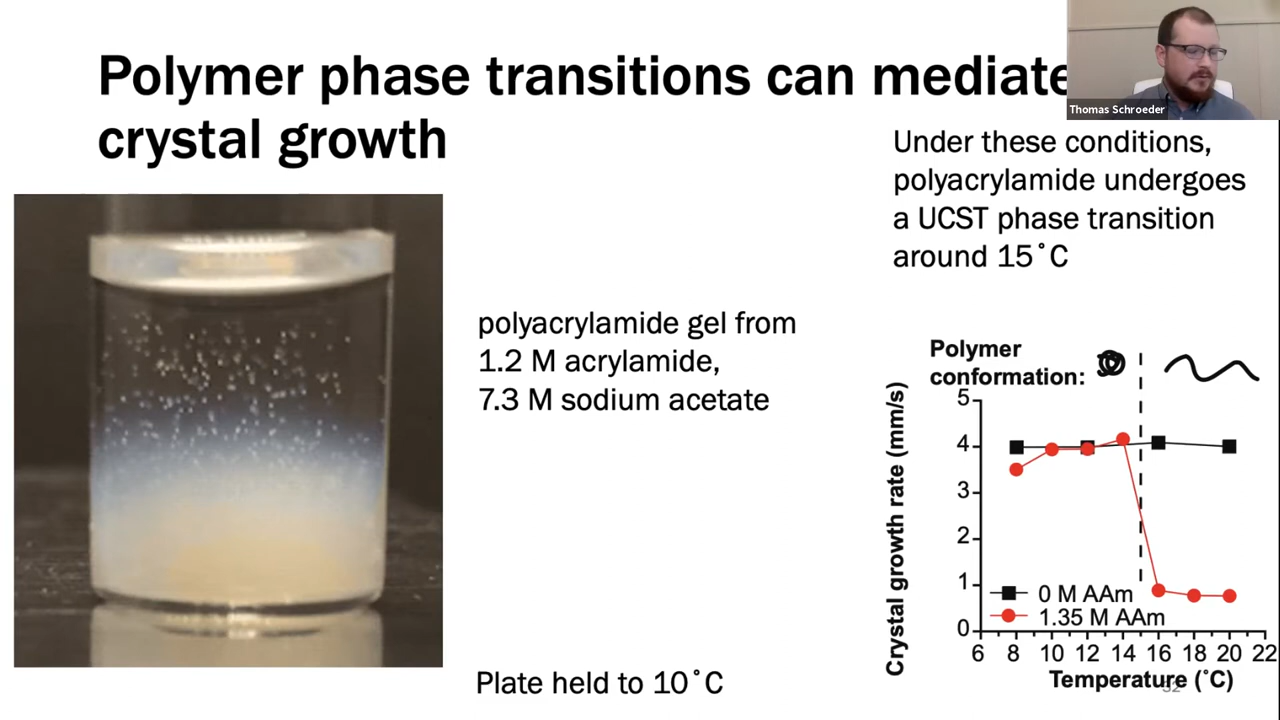 Polymer phase transitions can mediate
crystal growth
Thomas Schroeder
Under these conditions,
polyacrylamide undergoes
a UCST phase transition
around 15˚C
polyacrylamide gel from
1.2 M acrylamide,
7.3 M sodium acetate
Plate held to 10˚C
Polymer
conformation:
Crystal growth rate (mm/s)
5
4
3
2
1
0
0 M AAm
1.35 M AAm
6 8 10 12 14 16 18 20 22
Temperature (˚C)